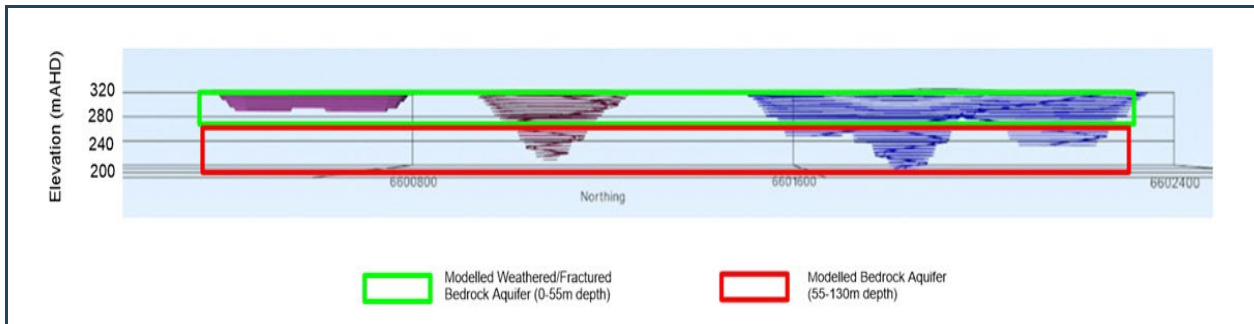 Elevation (mAHD)
320
280
240
200
6600800
6601600
6602400
Northing
Modelled Weathered/Fractured
Bedrock Aquifer (0-55m depth)
Modelled Bedrock Aquifer
(55-130m depth)